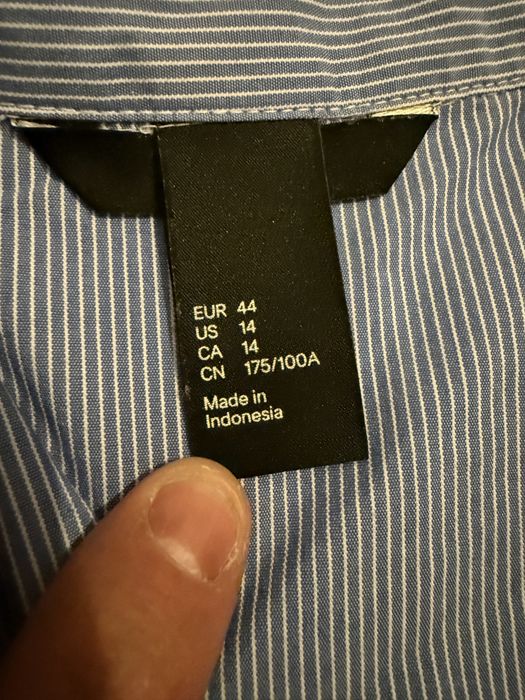 EUR 44
US 14
CA 14
CN 175/100A
Made in
Indonesia